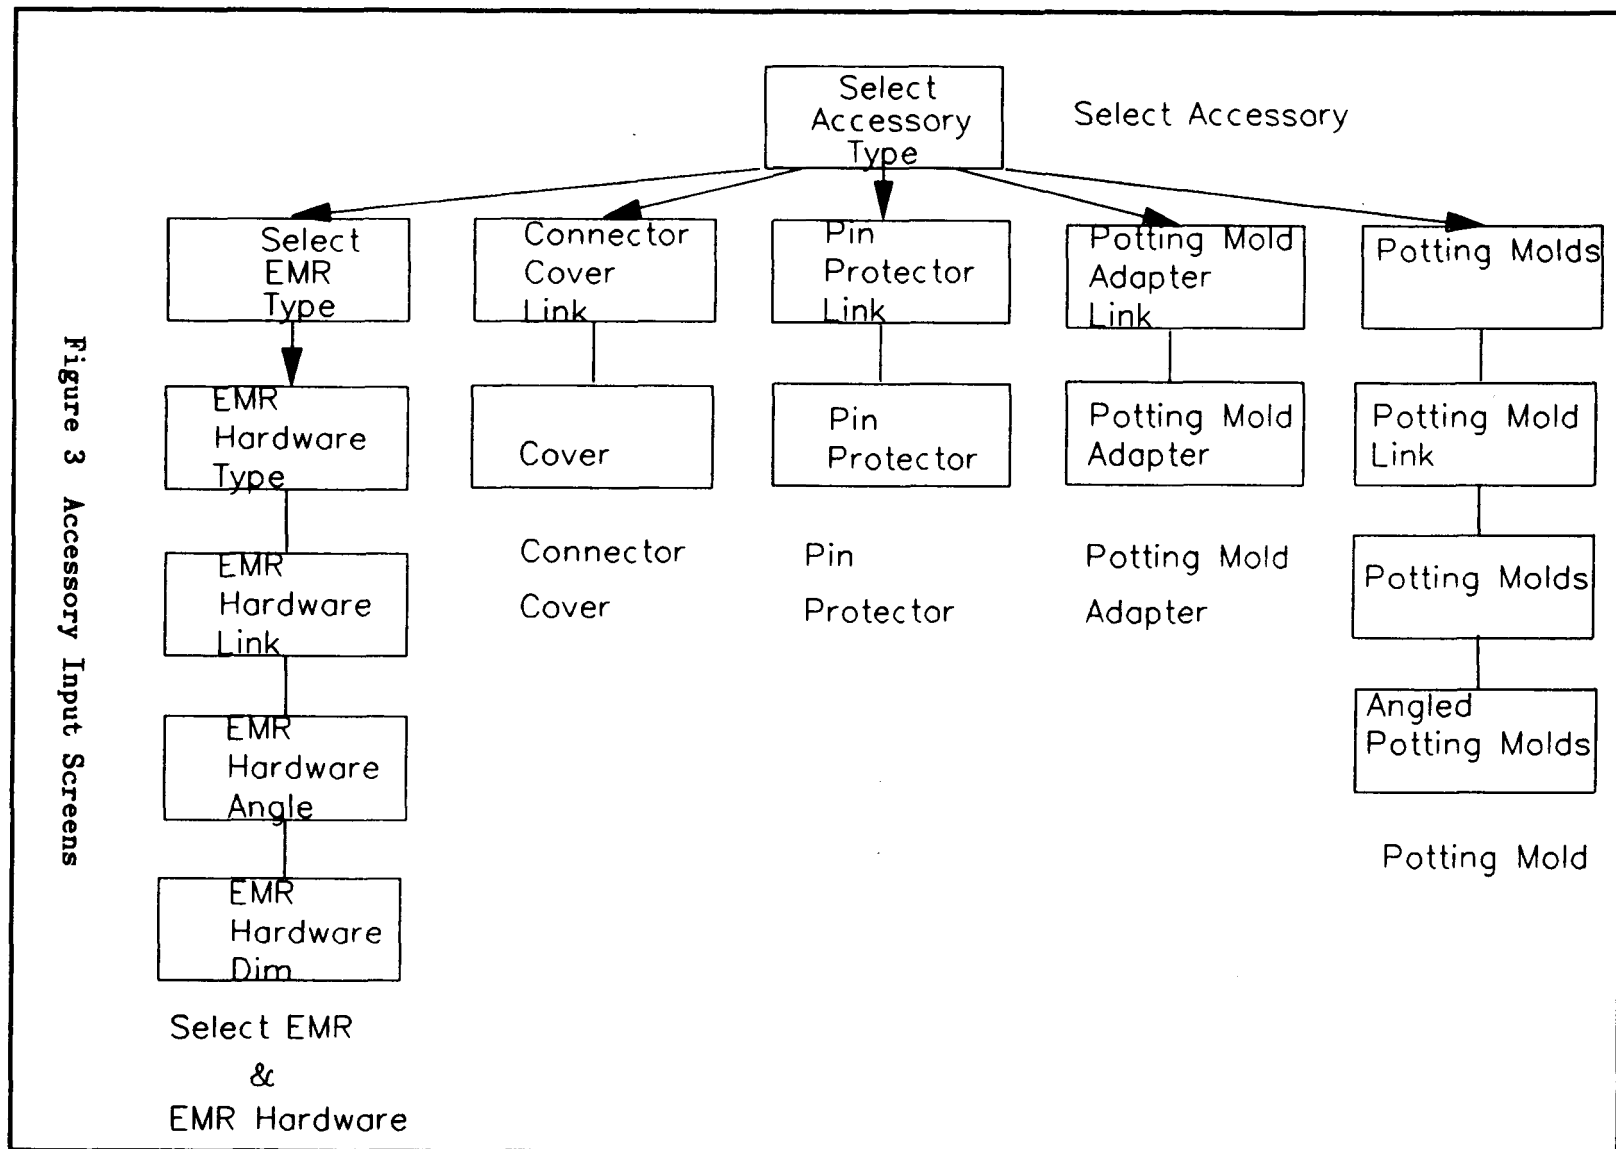 Select
Accessory
Type
Select Accessory
Select
EMR
Type
Connector
Cover
Link
Pin
Protector
Link
Potting Mold
Adapter
Link
Potting Molds
EMR
Hardware
Type
Cover
Pin
Protector
Potting Mold
Adapter
Potting Mold
Link
EMR
Hardware
Link
Connector
Cover
Pin
Protector
Potting Mold
Adapter
Potting Molds
EMR
Hardware
Angle
Angled
Potting Molds
Potting Mold
EMR
Hardware
Dim
Select EMR
&
EMR Hardware
Figure 3 Accessory Input Screens